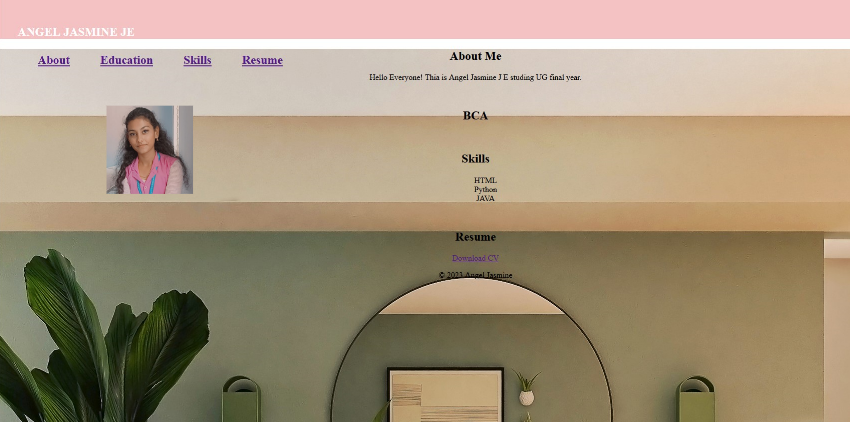 ANGEL JASMINE JE
About Education Skills Resume
About Me
Hello Everyone! Thia is Angel Jasmine J E studing UG final year.
BCA
Skills
HTML
Python
JAVA
Resume
Download CV
© 2023 Angel Jasmine